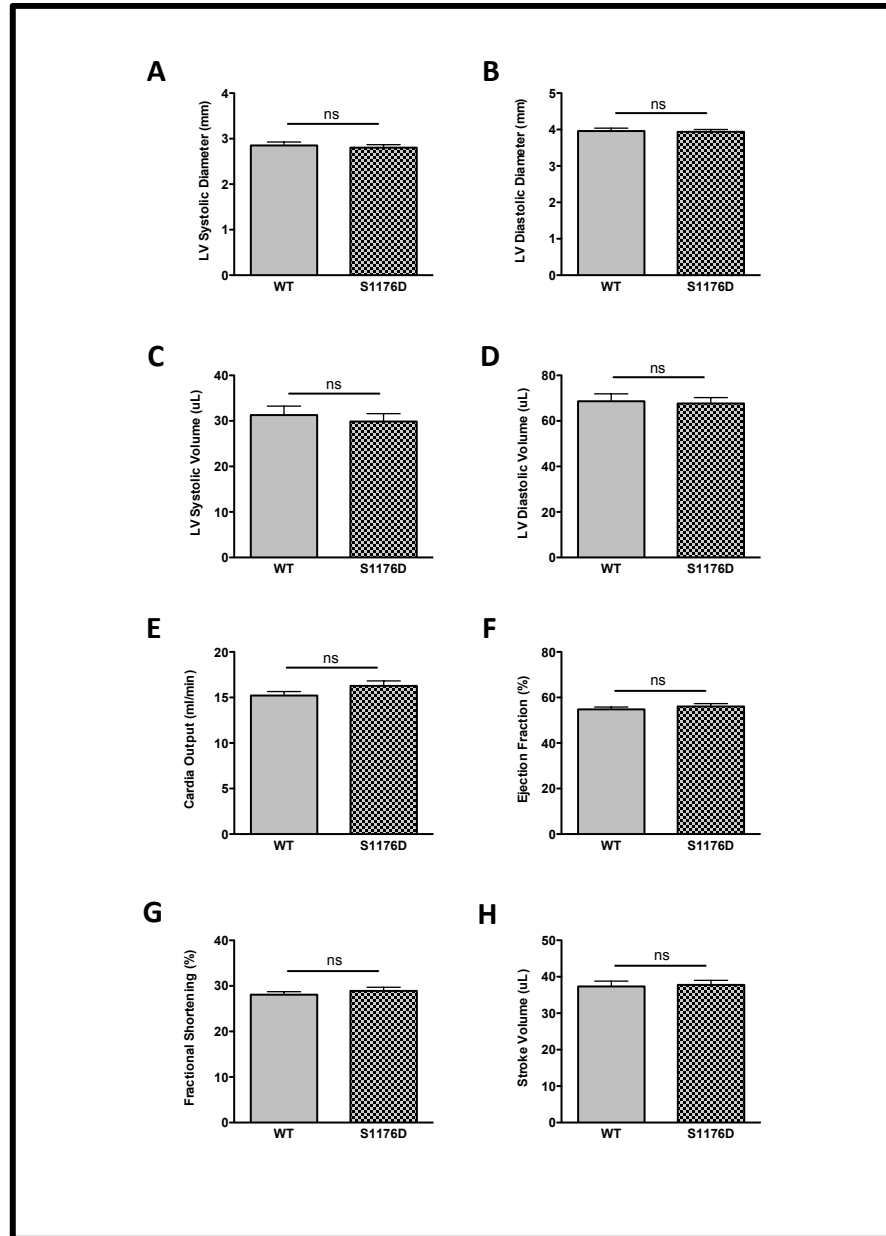 A
LV Systolic Diameter (mm)
4
3
2
1
0
ns
WT S1176D
B
LV Diastolic Diameter (mm)
5
4
3
2
1
0
ns
WT S1176D
C
LV Systolic Volume (uL)
40
30
20
10
0
ns
WT S1176D
D
LV Diastolic Volume (uL)
80
60
40
20
0
ns
WT S1176D
E
Cardia Output (ml/min)
20
15
10
5
0
ns
WT S1176D
F
Ejection Fraction (%)
80
60
40
20
0
ns
WT S1176D
G
Fractional Shortening (%)
40
30
20
10
0
ns
WT S1176D
H
Stroke Volume (uL)
50
40
30
20
10
0
ns
WT S1176D